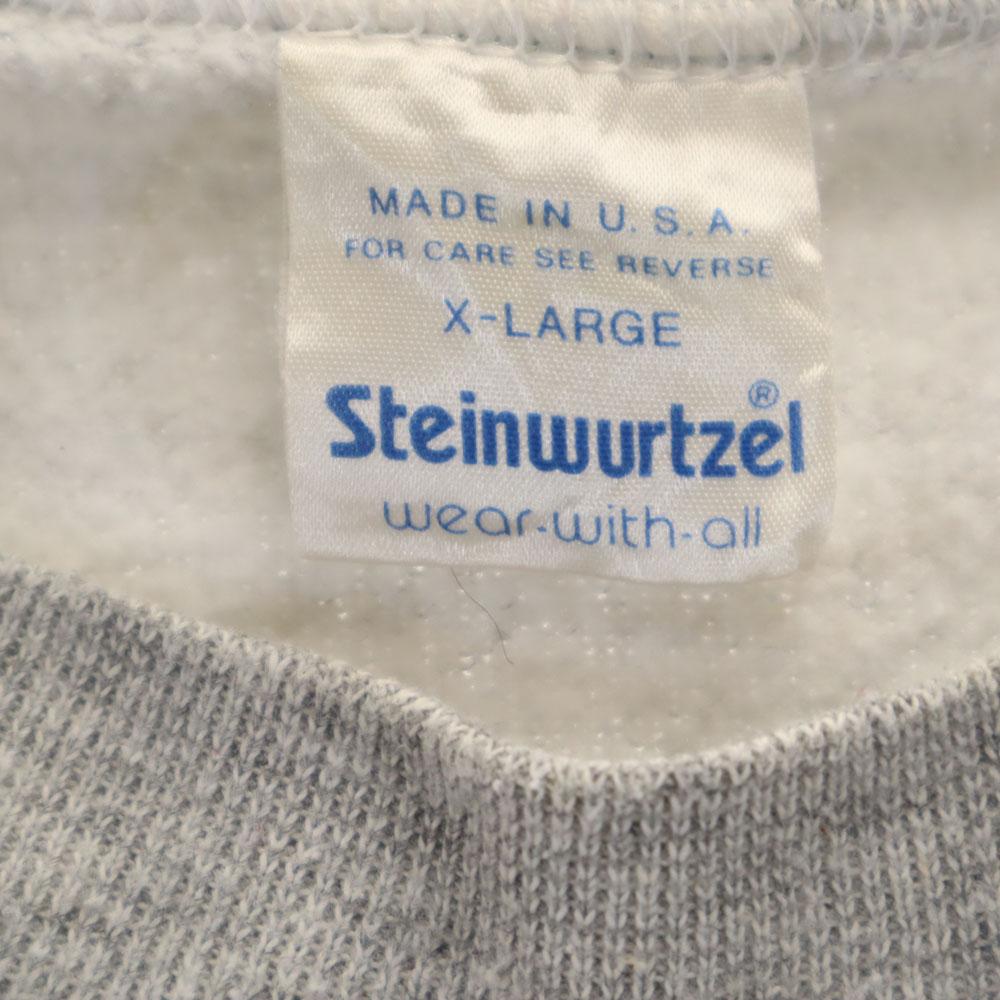 MADE IN U. S. A.
FOR CARE SEE REVERSE
X-LARGE
Steinwurtzel®
wear-with-all